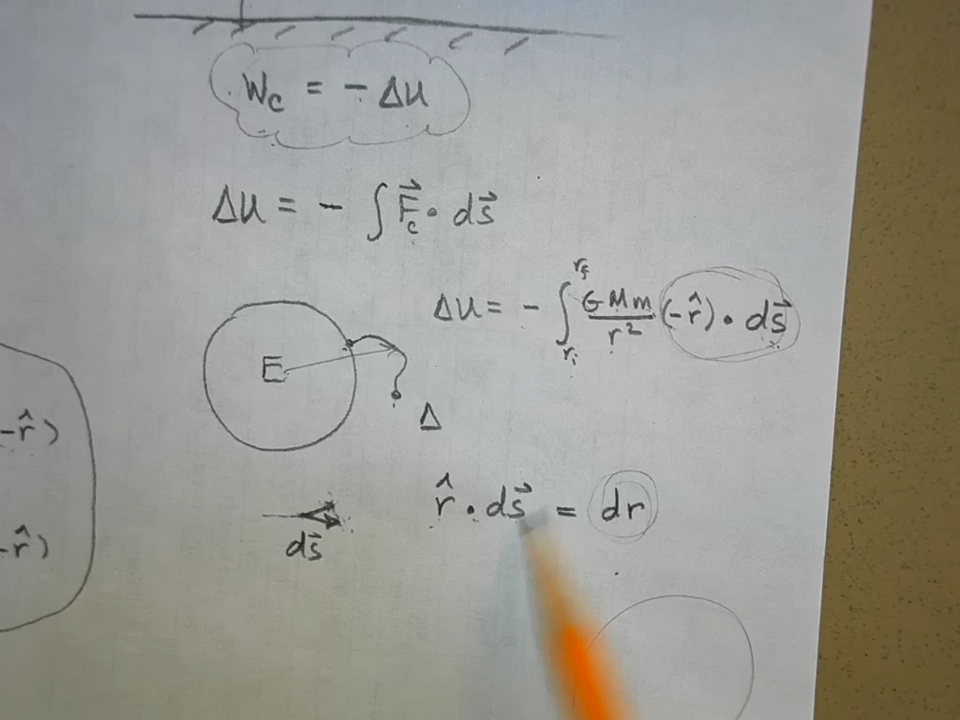 W_c = - ΔU
ΔU = - ∫ F⃗_c · ds⃗
ΔU = - ∫_{r_i}^{r_f} GMm/r² (-r̂) · ds⃗
E
Δ
-r̂)
r̂ · ds⃗ = dr
ds⃗
-r̂)